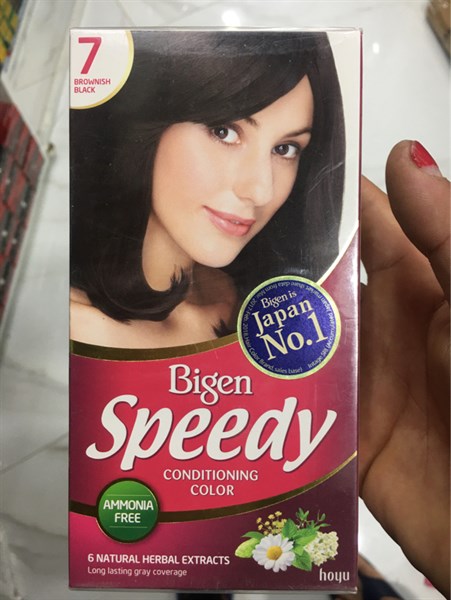 7
BROWNISH
BLACK
Bigen is
Japan
No.1
Bigen
Speedy
CONDITIONING
COLOR
AMMONIA
FREE
6 NATURAL HERBAL EXTRACTS
Long lasting gray coverage
hoyu